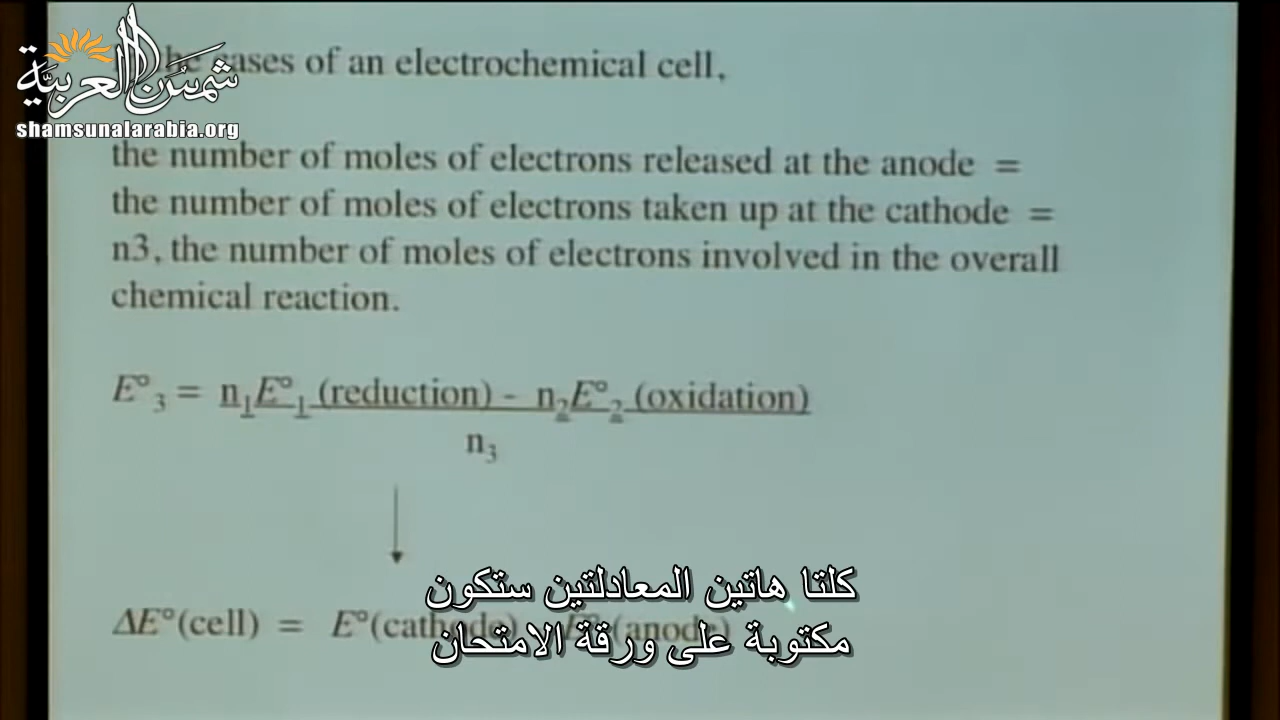 شمس العربية
shamsunalarabia.org
cases of an electrochemical cell,
the number of moles of electrons released at the anode =
the number of moles of electrons taken up at the cathode =
n3, the number of moles of electrons involved in the overall
chemical reaction.
E°₃ = n₁E°₁ (reduction) - n₂E°₂ (oxidation)
n₃
ΔE°(cell) = E°(cathode) - E°(anode)
كلتا هاتين المعادلتين ستكون
مكتوبة على ورقة الامتحان